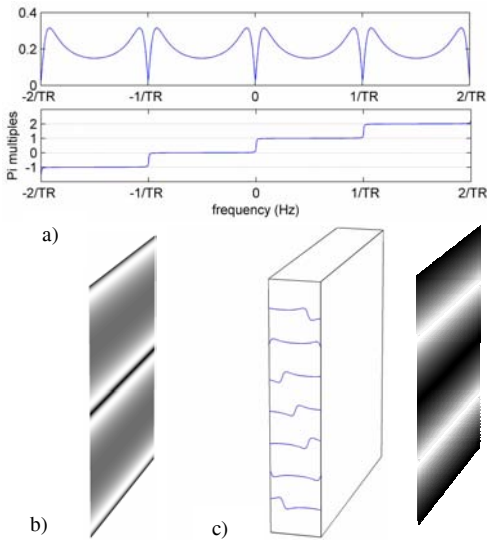 0.4
0.2
0
-2/TR -1/TR 0 1/TR 2/TR
Pi multiples
2
1
0
-1
-2/TR -1/TR 0 1/TR 2/TR
frequency (Hz)
a)
b)
c)